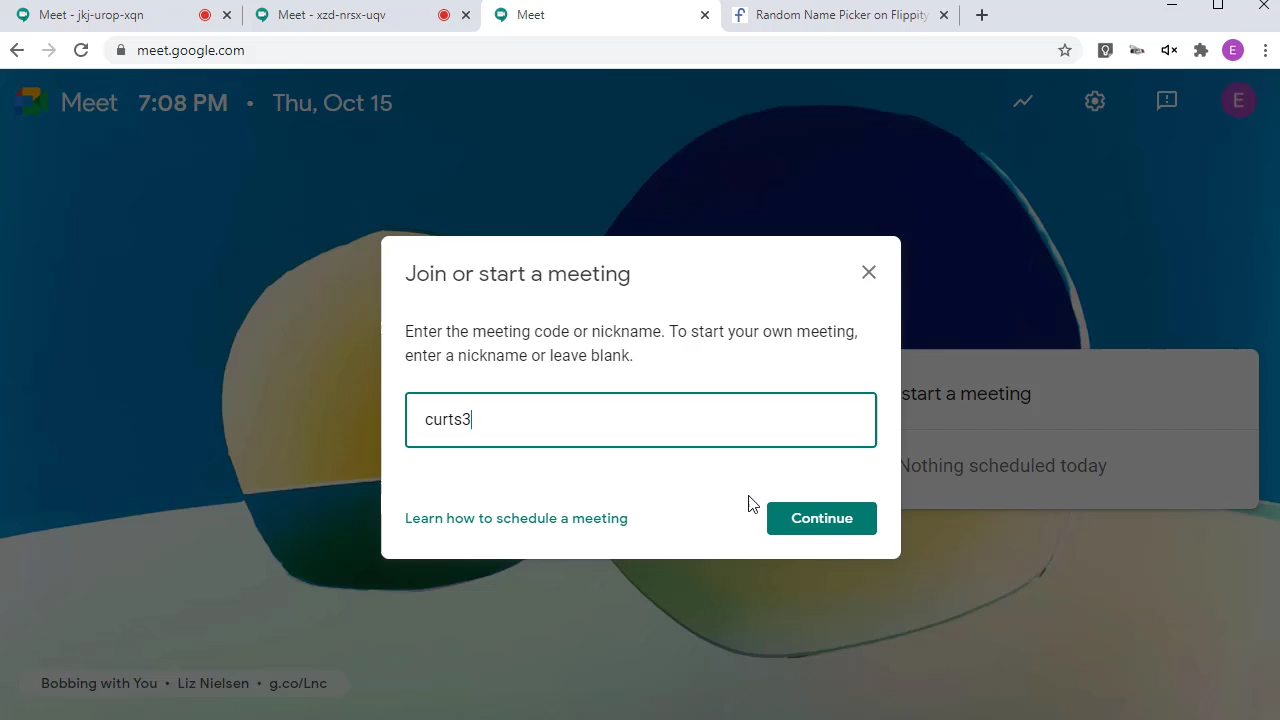 Meet - jkj-urop-xqn
Meet - xzd-nrsx-uqv
Meet
Random Name Picker on Flippity
meet.google.com
E
Meet 7:08 PM • Thu, Oct 15
E
Join or start a meeting
Enter the meeting code or nickname. To start your own meeting,
enter a nickname or leave blank.
curts3
start a meeting
Nothing scheduled today
Learn how to schedule a meeting
Continue
Bobbing with You • Liz Nielsen • g.co/Lnc